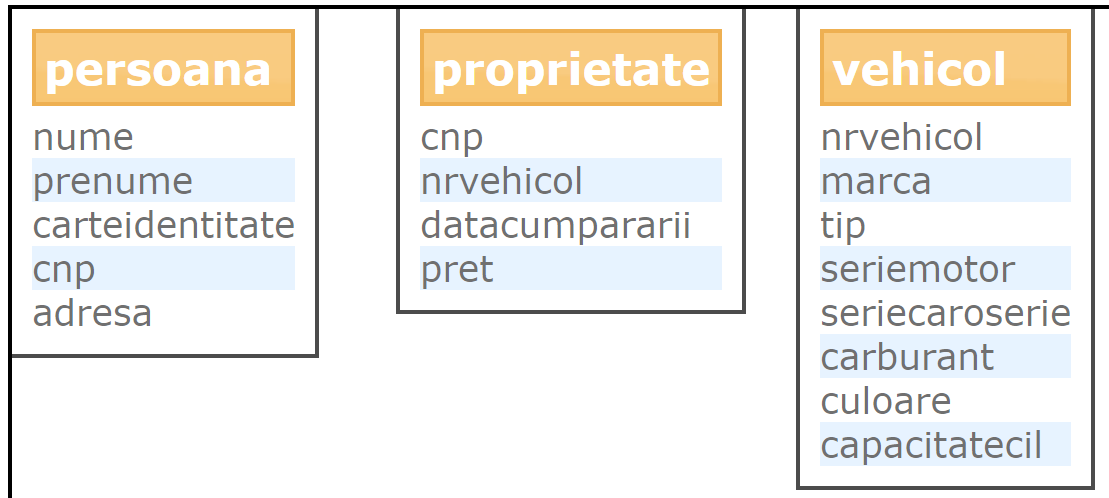 persoana
nume
prenume
carteidentitate
cnp
adresa
proprietate
cnp
nrvehicol
datacumpararii
pret
vehicol
nrvehicol
marca
tip
seriemotor
seriecaroserie
carburant
culoare
capacitatecil